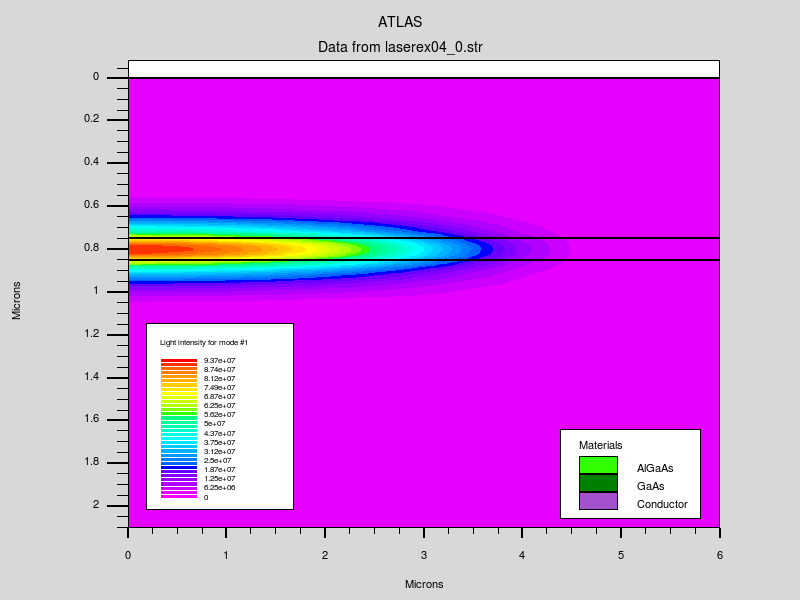 ATLAS
Data from laserex04_0.str
Microns
0
0.2
0.4
0.6
0.8
1
1.2
1.4
1.6
1.8
2
Light intensity for mode #1
9.37e+07
8.74e+07
8.12e+07
7.49e+07
6.87e+07
6.25e+07
5.62e+07
5e+07
4.37e+07
3.75e+07
3.12e+07
2.5e+07
1.87e+07
1.25e+07
6.25e+06
0
Materials
AlGaAs
GaAs
Conductor
0 1 2 3 4 5 6
Microns